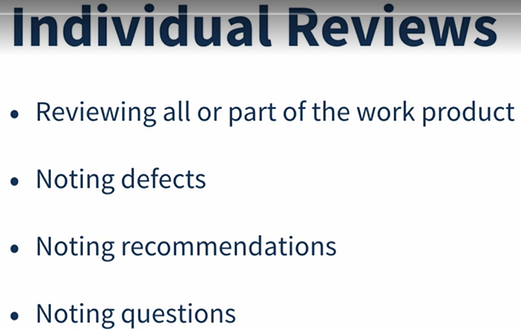 Individual Reviews
• Reviewing all or part of the work product
• Noting defects
• Noting recommendations
• Noting questions